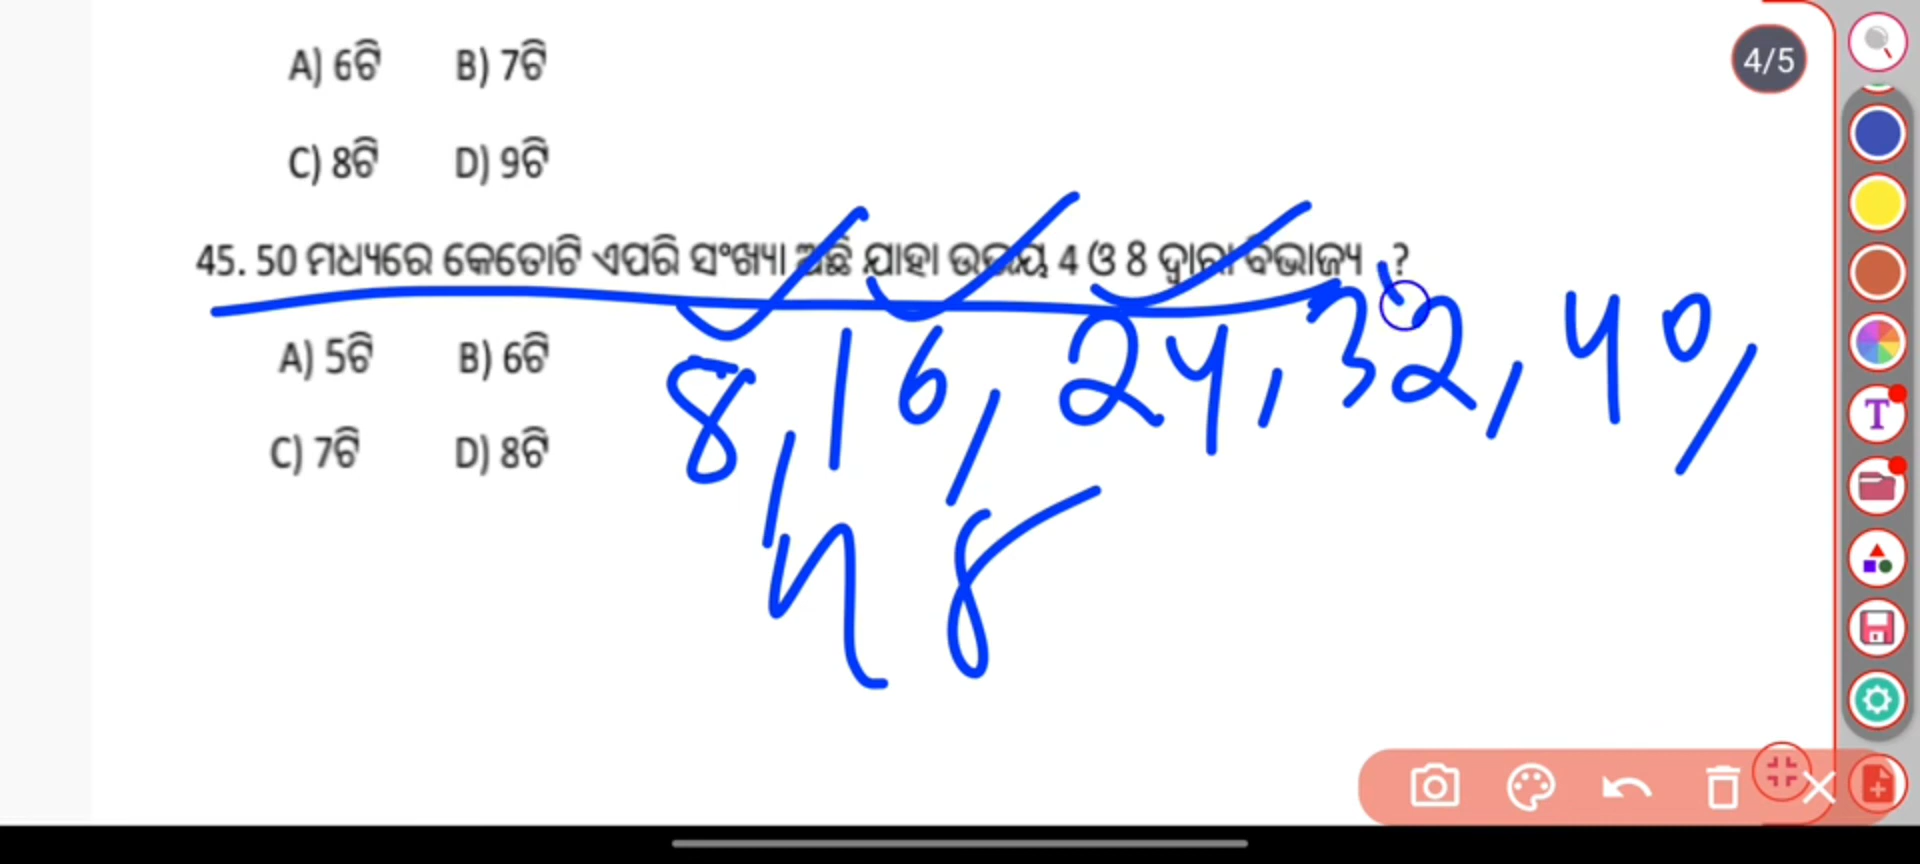 A) 6ଟି B) 7ଟି
4/5
C) 8ଟି D) 9ଟି
45. 50 ମଧ୍ୟରେ କେତୋଟି ଏପରି ସଂଖ୍ୟା ଅଛି ଯାହା ଉଭୟ 4 ଓ 8 ଦ୍ୱାରା ବିଭାଜ୍ୟ ?
A) 5ଟି B) 6ଟି
8, 16, 24, 32, 40,
C) 7ଟି D) 8ଟି
48
T